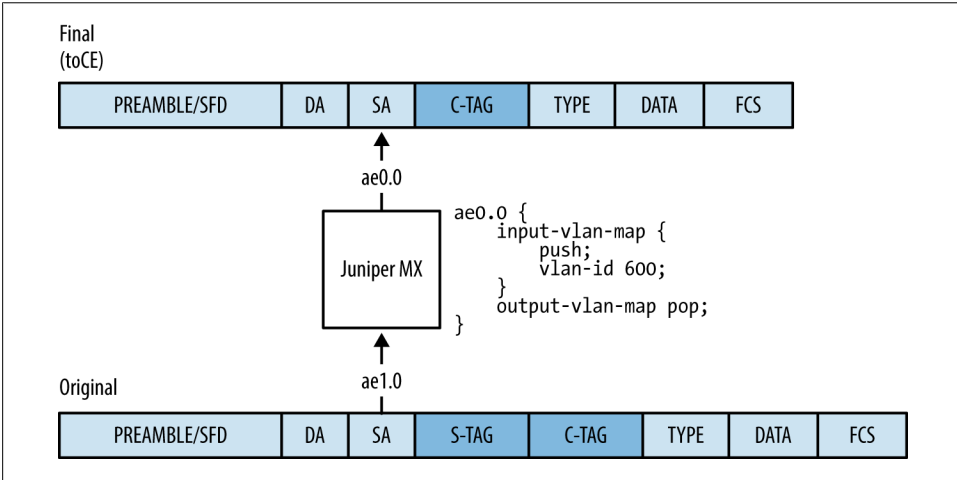 Final
(toCE)
PREAMBLE/SFD DA SA C-TAG TYPE DATA FCS
ae0.0
Juniper MX
ae0.0 {
    input-vlan-map {
        push;
        vlan-id 600;
    }
    output-vlan-map pop;
}
ae1.0
Original
PREAMBLE/SFD DA SA S-TAG C-TAG TYPE DATA FCS